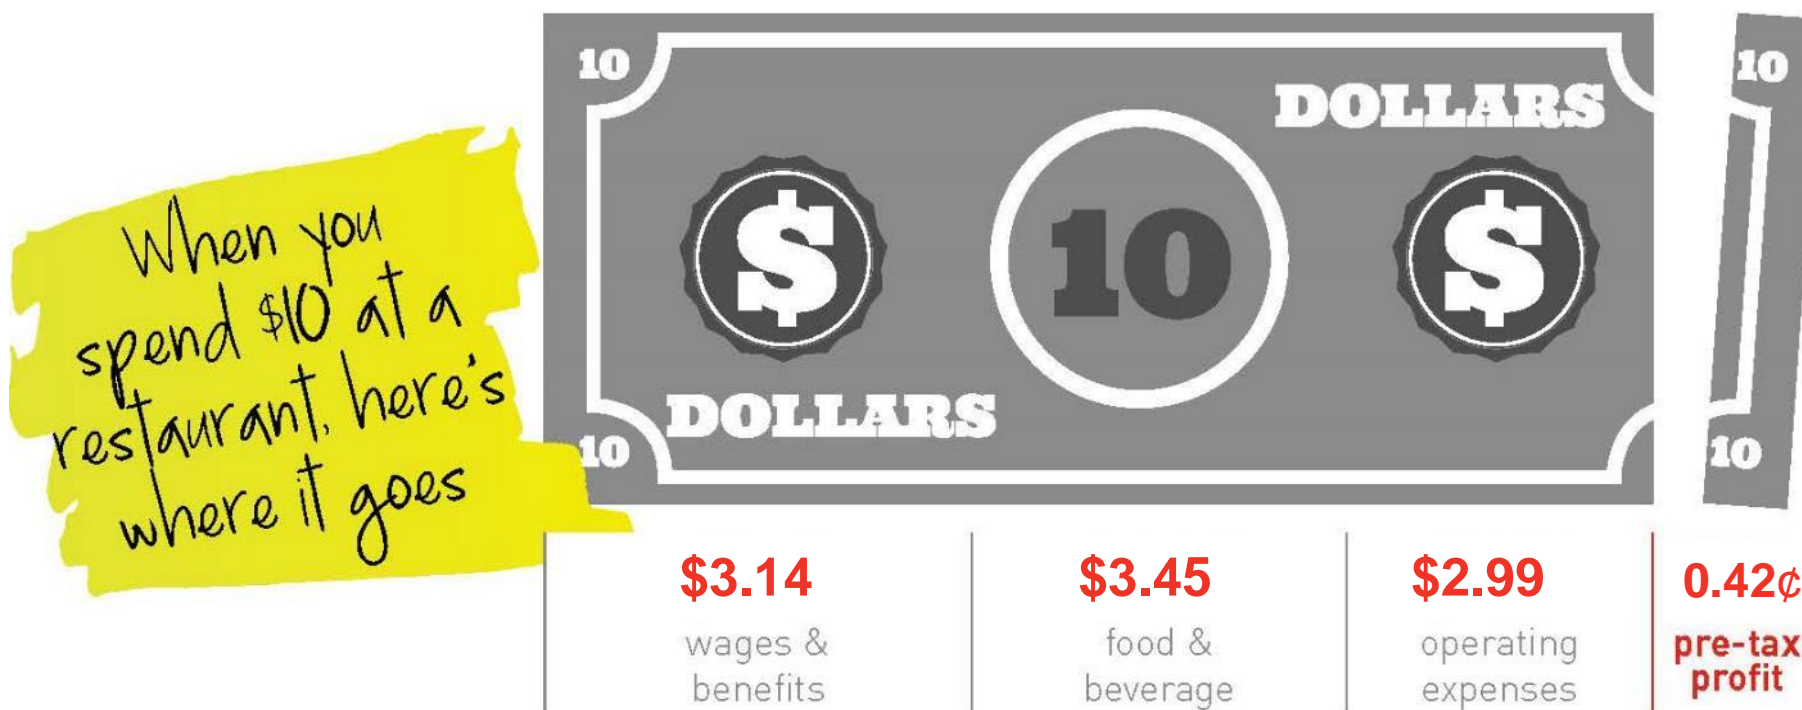 When you
spend $10 at a
restaurant, here's
where it goes
10
DOLLARS
10
$
10
$
DOLLARS
10
10
$3.14
wages &
benefits
$3.45
food &
beverage
$2.99
operating
expenses
0.42¢
pre-tax
profit